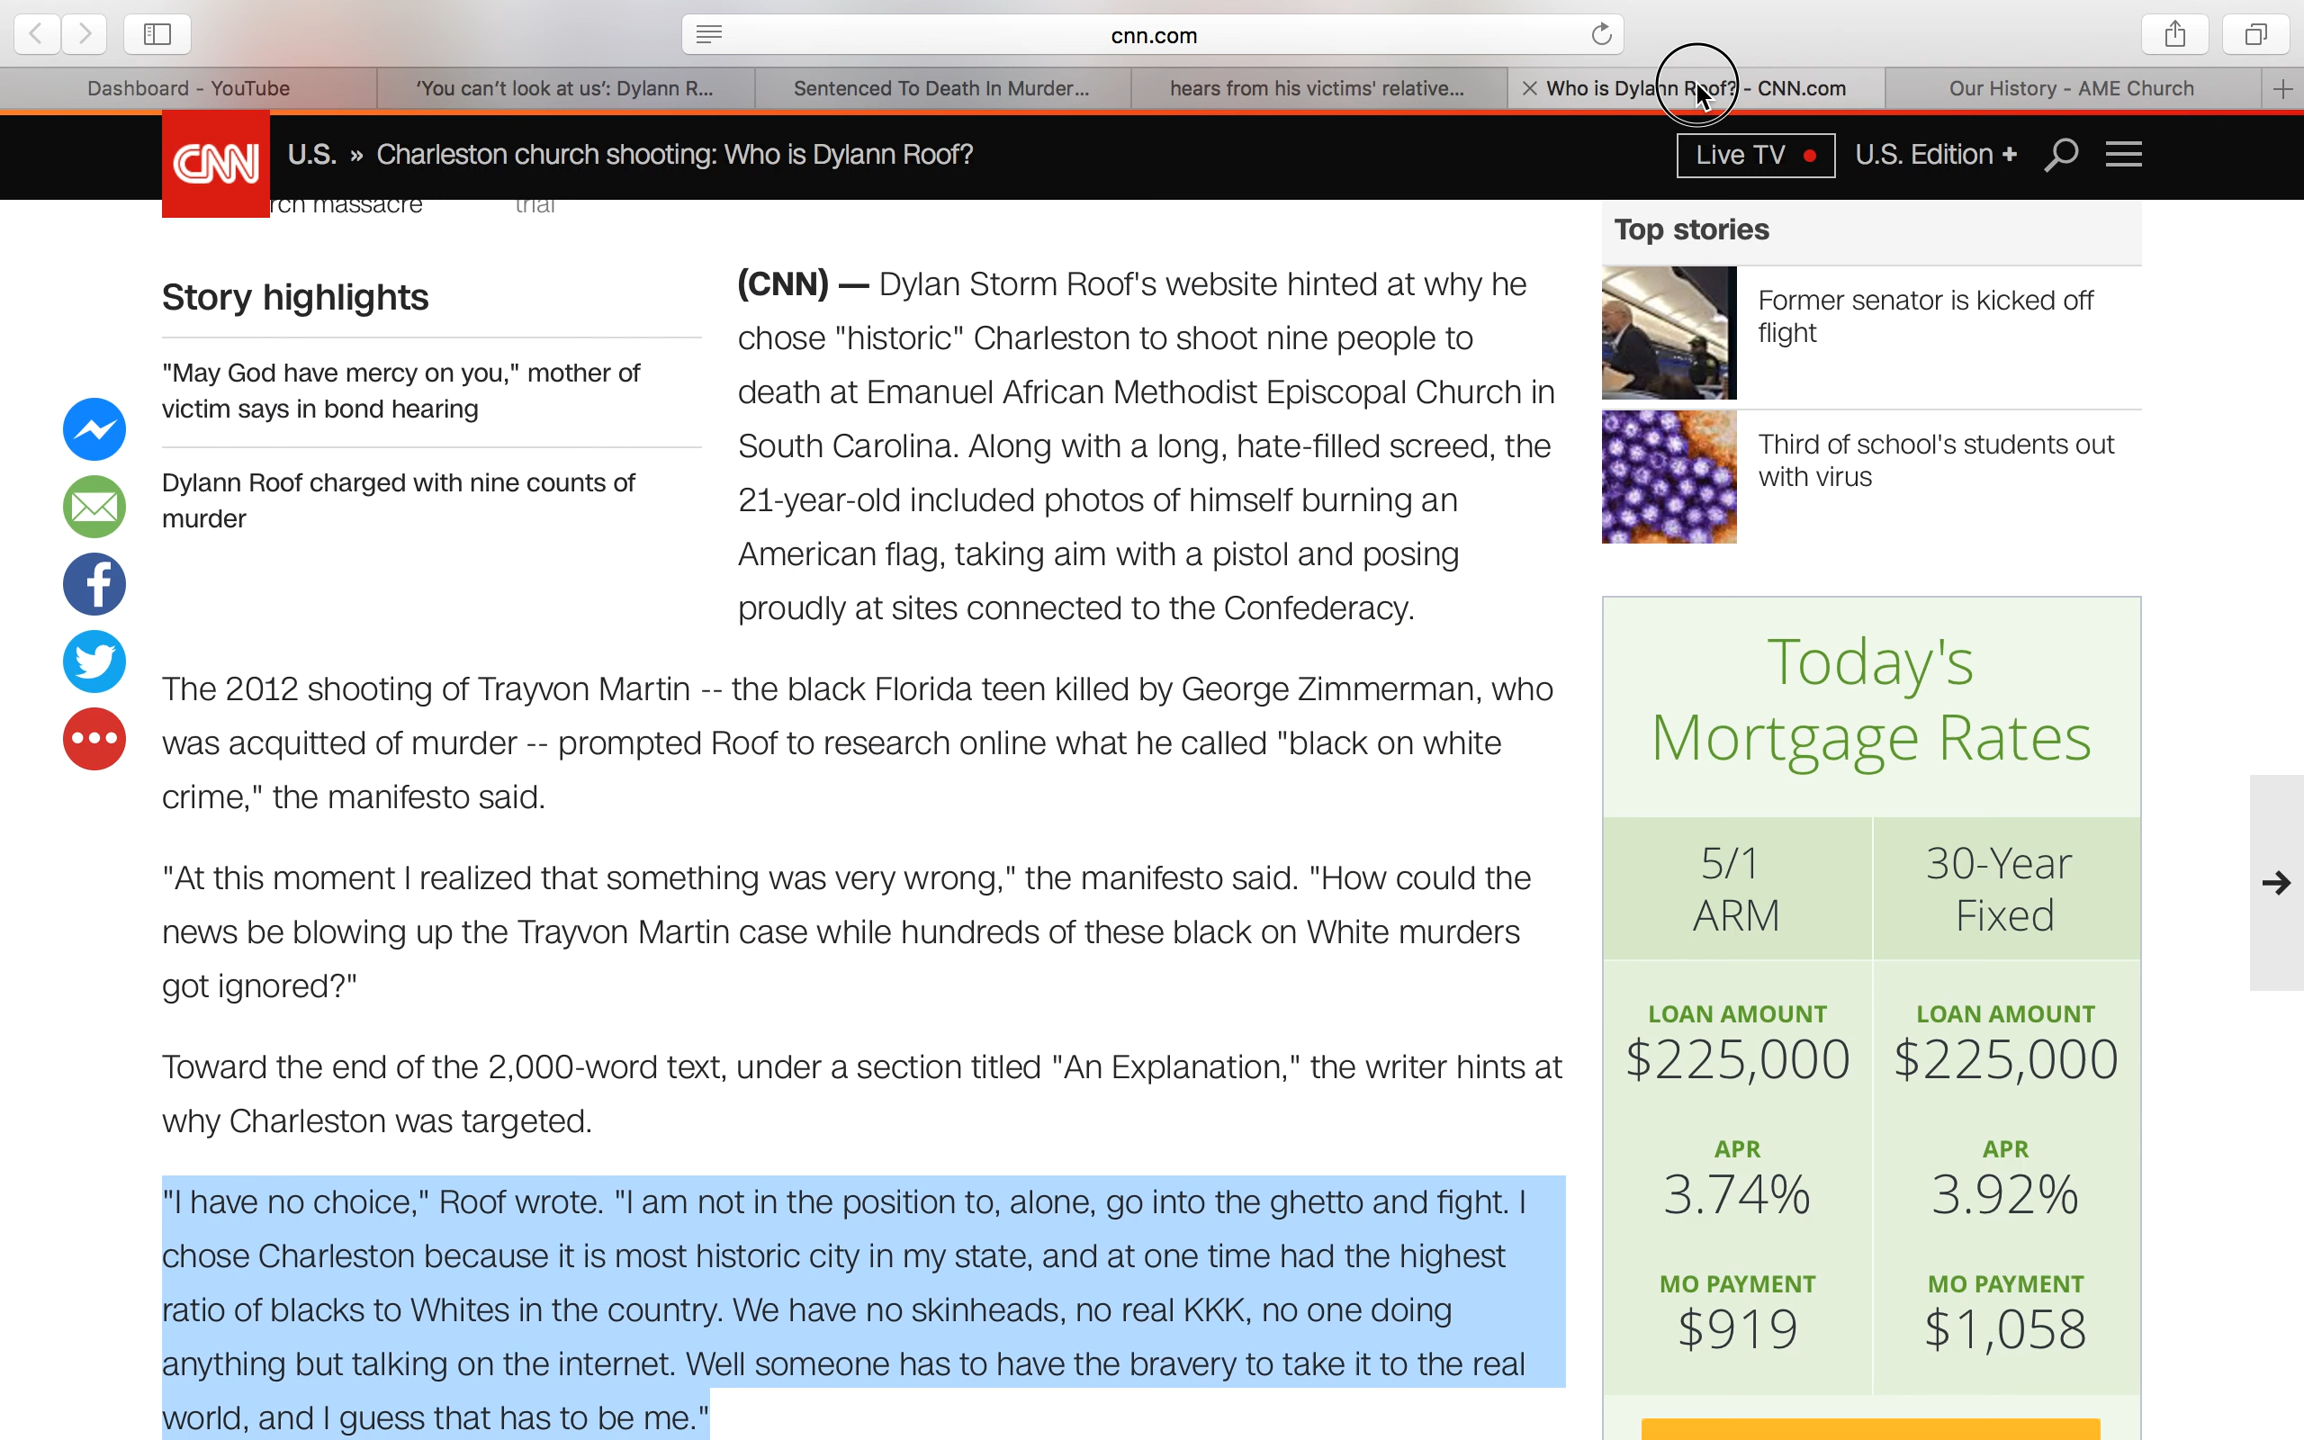 cnn.com
Dashboard - YouTube
'You can't look at us': Dylann R...
Sentenced To Death In Murder...
hears from his victims' relative...
Who is Dylann Roof? - CNN.com
Our History - AME Church
CNN
U.S. » Charleston church shooting: Who is Dylann Roof?
Live TV
U.S. Edition +
rch massacre
trial
Story highlights
"May God have mercy on you," mother of
victim says in bond hearing
Dylann Roof charged with nine counts of
murder
(CNN) — Dylan Storm Roof's website hinted at why he
chose "historic" Charleston to shoot nine people to
death at Emanuel African Methodist Episcopal Church in
South Carolina. Along with a long, hate-filled screed, the
21-year-old included photos of himself burning an
American flag, taking aim with a pistol and posing
proudly at sites connected to the Confederacy.
The 2012 shooting of Trayvon Martin -- the black Florida teen killed by George Zimmerman, who
was acquitted of murder -- prompted Roof to research online what he called "black on white
crime," the manifesto said.
"At this moment I realized that something was very wrong," the manifesto said. "How could the
news be blowing up the Trayvon Martin case while hundreds of these black on White murders
got ignored?"
Toward the end of the 2,000-word text, under a section titled "An Explanation," the writer hints at
why Charleston was targeted.
"I have no choice," Roof wrote. "I am not in the position to, alone, go into the ghetto and fight. I
chose Charleston because it is most historic city in my state, and at one time had the highest
ratio of blacks to Whites in the country. We have no skinheads, no real KKK, no one doing
anything but talking on the internet. Well someone has to have the bravery to take it to the real
world, and I guess that has to be me."
Top stories
Former senator is kicked off
flight
Third of school's students out
with virus
Today's
Mortgage Rates
5/1
ARM
LOAN AMOUNT
$225,000
APR
3.74%
MO PAYMENT
$919
30-Year
Fixed
LOAN AMOUNT
$225,000
APR
3.92%
MO PAYMENT
$1,058